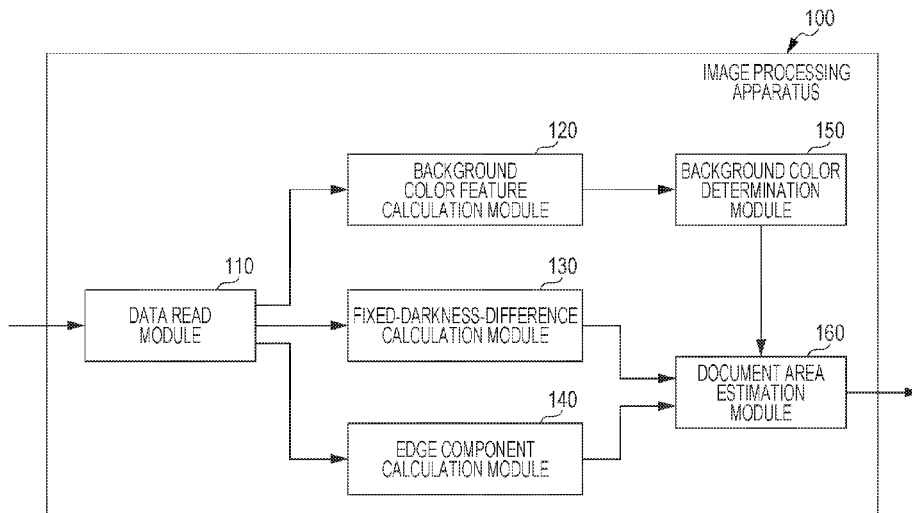 100
IMAGE PROCESSING
APPARATUS
120
BACKGROUND
COLOR FEATURE
CALCULATION MODULE
150
BACKGROUND COLOR
DETERMINATION
MODULE
110
DATA READ
MODULE
130
FIXED-DARKNESS-DIFFERENCE
CALCULATION MODULE
160
DOCUMENT AREA
ESTIMATION
MODULE
140
EDGE COMPONENT
CALCULATION MODULE